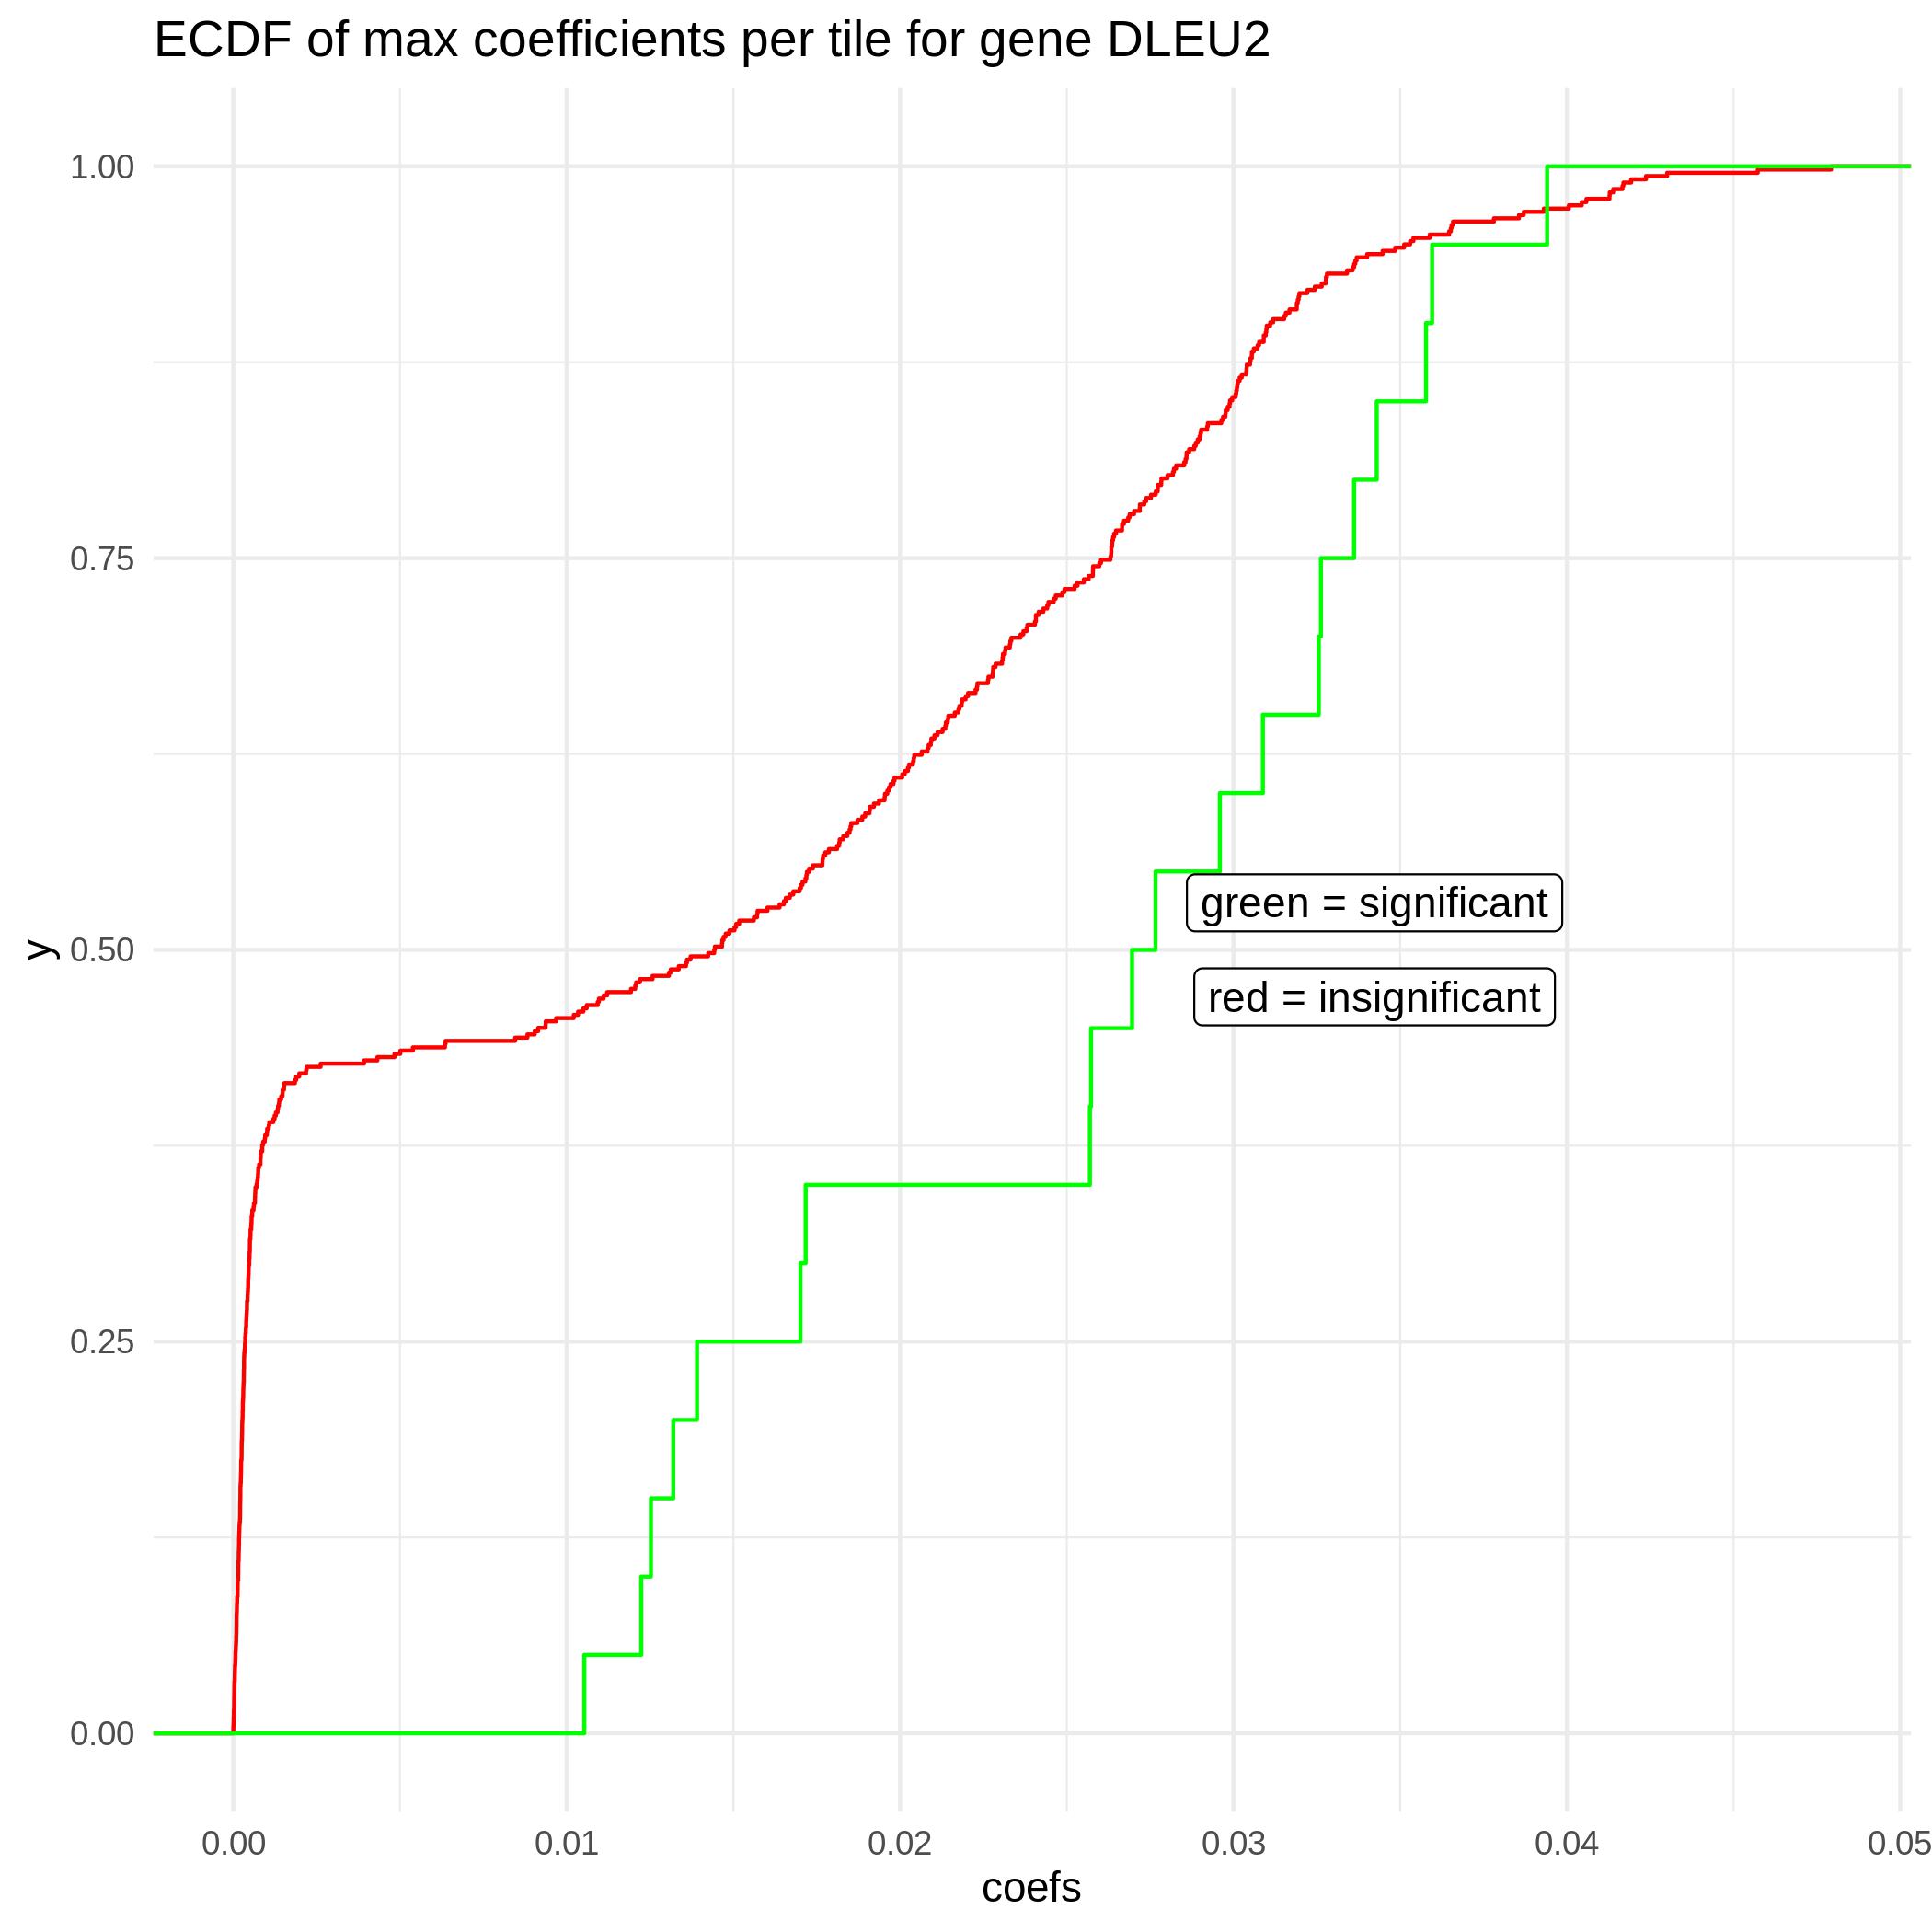 ECDF of max coefficients per tile for gene DLEU2
1.00
0.75
0.50
0.25
0.00
y
green = significant
red = insignificant
0.00 0.01 0.02 0.03 0.04 0.05
coefs